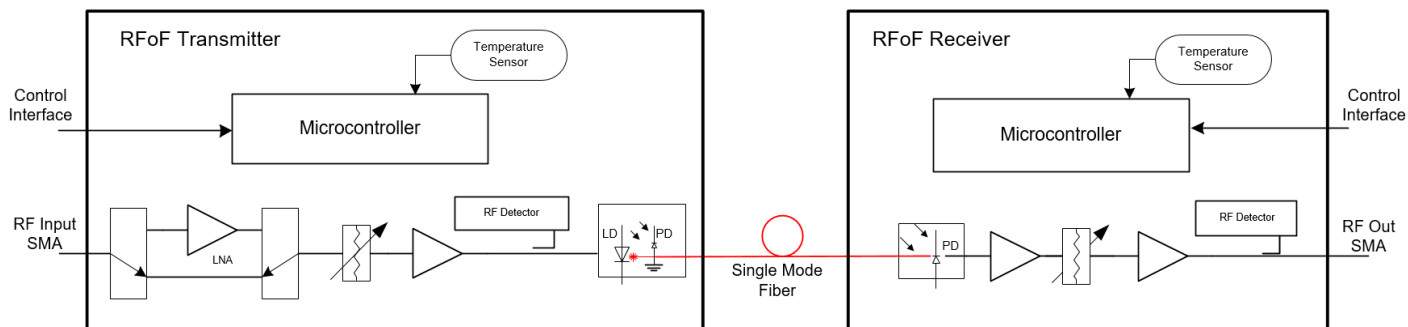 RFoF Transmitter
Temperature
Sensor
Control
Interface
Microcontroller
RF Input
SMA
LNA
RF Detector
LD
PD
Single Mode
Fiber
RFoF Receiver
Temperature
Sensor
Control
Interface
Microcontroller
PD
RF Detector
RF Out
SMA